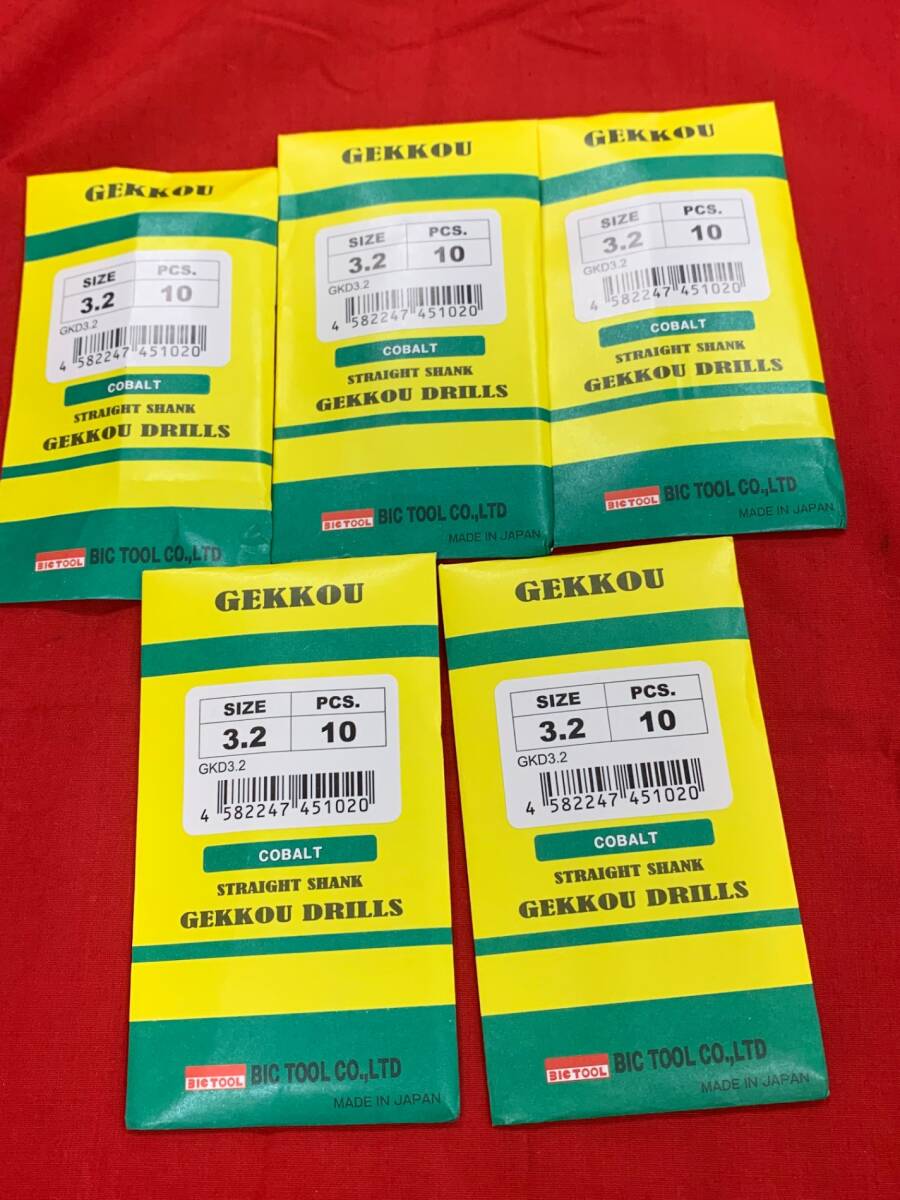 GEKKOU
SIZE PCS.
3.2 10
GKD3.2
4 582247 451020
COBALT
STRAIGHT SHANK
GEKKOU DRILLS
BIC TOOL BIC TOOL CO.,LTD
GEKKOU
SIZE PCS.
3.2 10
GKD3.2
4 582247 451020
COBALT
STRAIGHT SHANK
GEKKOU DRILLS
BIC TOOL BIC TOOL CO.,LTD
MADE IN JAPAN
GEKKOU
SIZE PCS.
3.2 10
GKD3.2
4 582247 451020
COBALT
STRAIGHT SHANK
GEKKOU DRILLS
BIC TOOL BIC TOOL CO.,LTD
MADE IN JAPAN
GEKKOU
SIZE PCS.
3.2 10
GKD3.2
4 582247 451020
COBALT
STRAIGHT SHANK
GEKKOU DRILLS
BIC TOOL BIC TOOL CO.,LTD
MADE IN JAPAN
GEKKOU
SIZE PCS.
3.2 10
GKD3.2
4 582247 451020
COBALT
STRAIGHT SHANK
GEKKOU DRILLS
BIC TOOL BIC TOOL CO.,LTD
MADE IN JAPAN